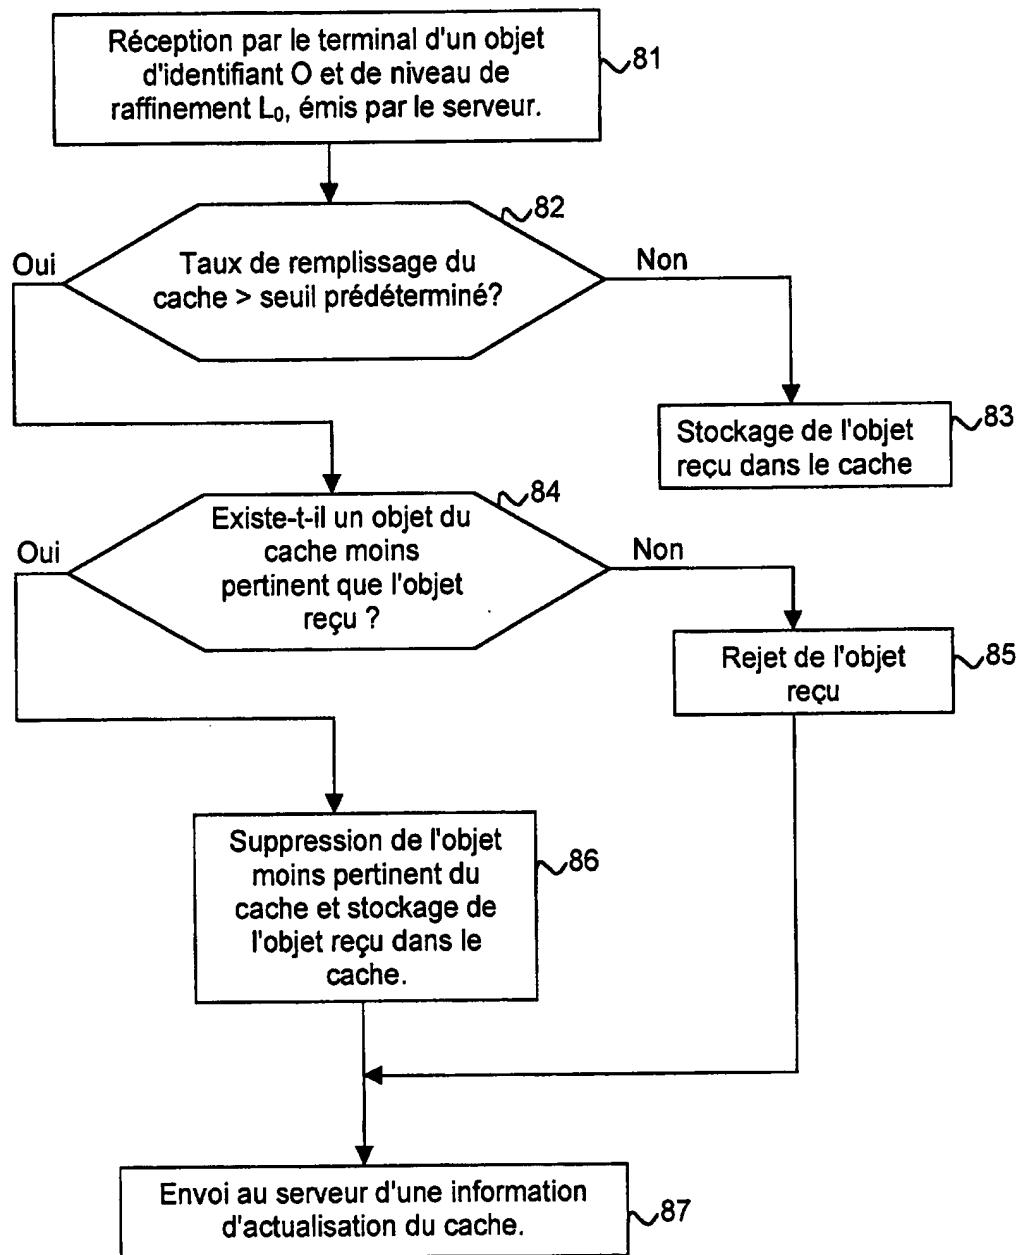 Réception par le terminal d'un objet
d'identifiant O et de niveau de
raffinement L₀, émis par le serveur.
81
82
Oui
Taux de remplissage du
cache > seuil prédéterminé?
Non
Stockage de l'objet
reçu dans le cache
83
84
Oui
Existe-t-il un objet du
cache moins
pertinent que l'objet
reçu ?
Non
Rejet de l'objet
reçu
85
Suppression de l'objet
moins pertinent du
cache et stockage de
l'objet reçu dans le
cache.
86
Envoi au serveur d'une information
d'actualisation du cache.
87